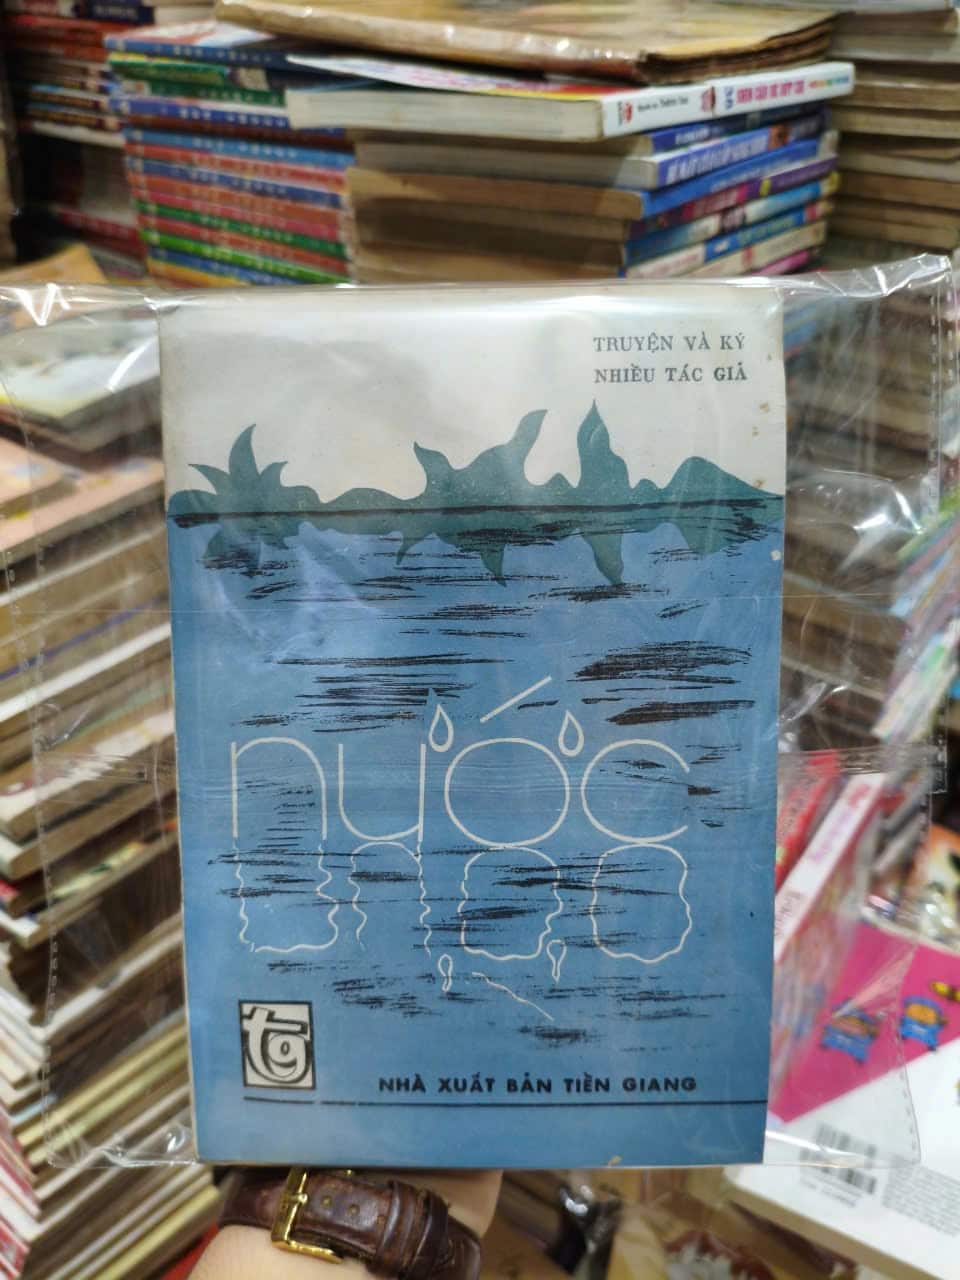 TRUYỆN VÀ KÝ
NHIỀU TÁC GIẢ
nước
tg
NHÀ XUẤT BẢN TIỀN GIANG